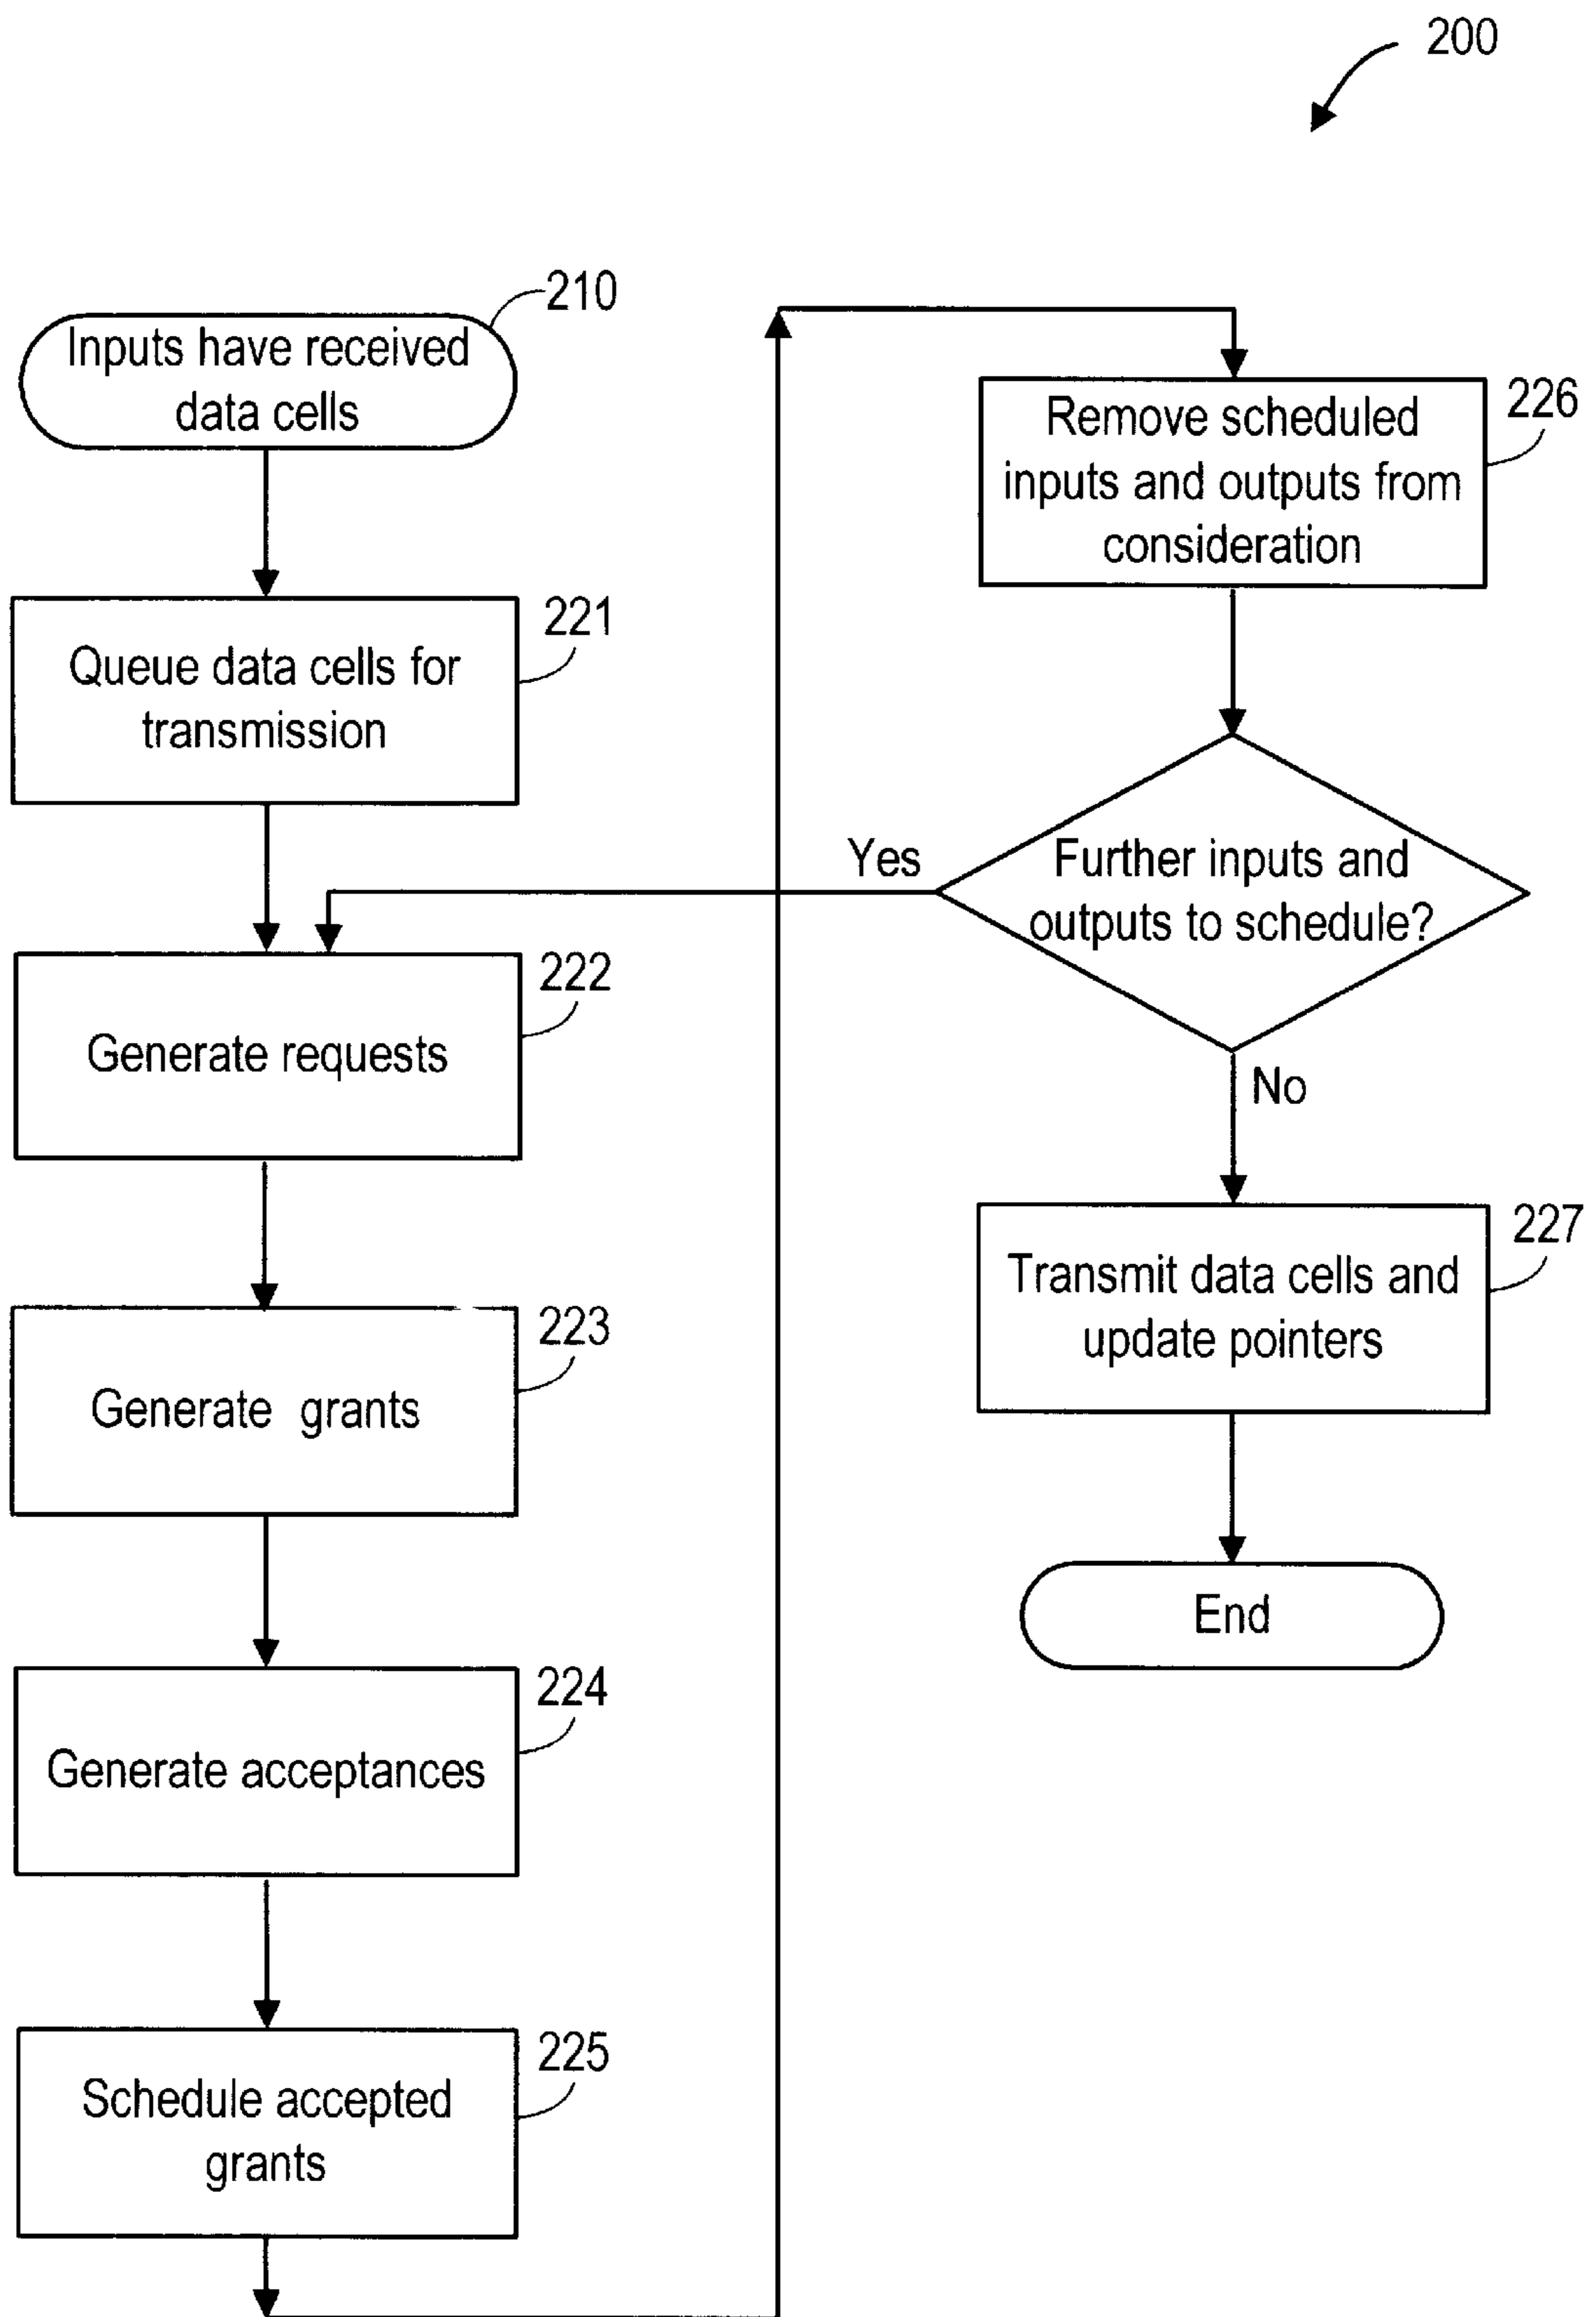 200
210
Inputs have received
data cells
221
Queue data cells for
transmission
222
Generate requests
223
Generate grants
224
Generate acceptances
225
Schedule accepted
grants
226
Remove scheduled
inputs and outputs from
consideration
Yes
Further inputs and
outputs to schedule?
No
227
Transmit data cells and
update pointers
End